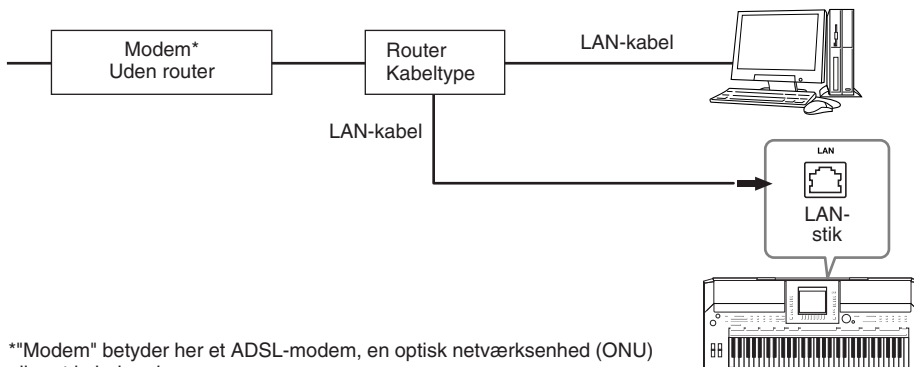 Modem*
Uden router
Router
Kabeltype
LAN-kabel
LAN-kabel
LAN
LAN-
stik
*"Modem" betyder her et ADSL-modem, en optisk netværksenhed (ONU)